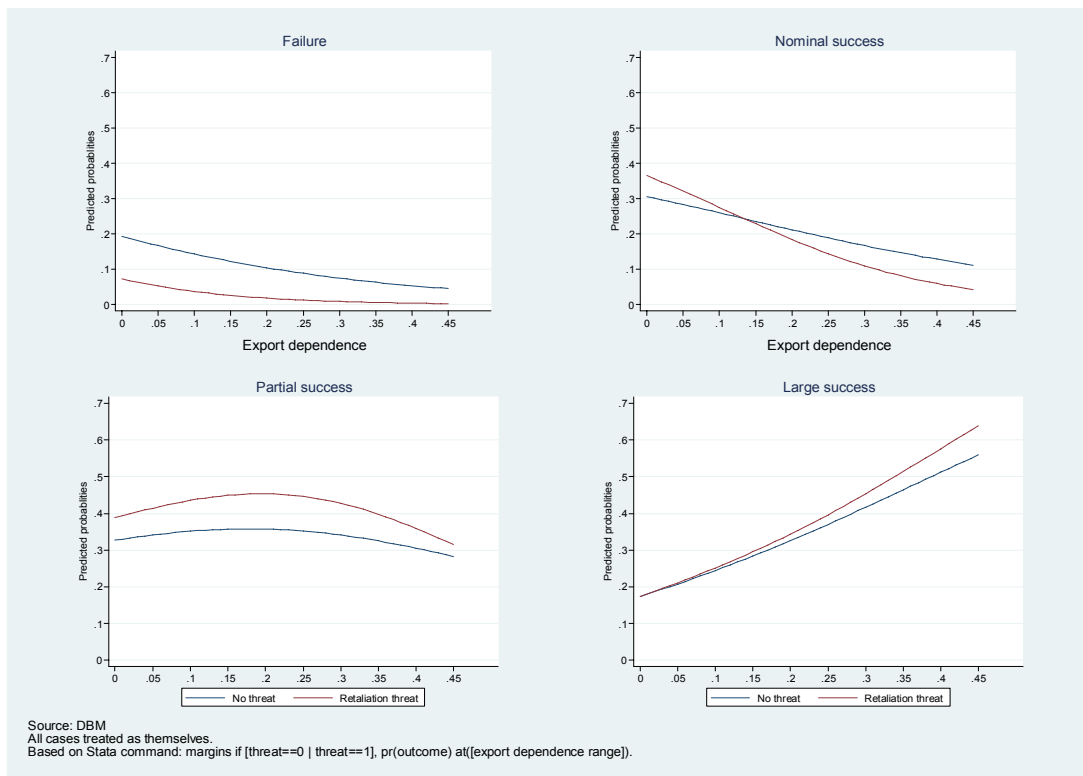 Failure
Predicted probablities
.7
.6
.5
.4
.3
.2
.1
0
0 .05 .1 .15 .2 .25 .3 .35 .4 .45
Export dependence
Nominal success
Predicted probablities
.7
.6
.5
.4
.3
.2
.1
0
0 .05 .1 .15 .2 .25 .3 .35 .4 .45
Export dependence
Partial success
Predicted probablities
.7
.6
.5
.4
.3
.2
.1
0
0 .05 .1 .15 .2 .25 .3 .35 .4 .45
No threat Retaliation threat
Large success
Predicted probablities
.7
.6
.5
.4
.3
.2
.1
0
0 .05 .1 .15 .2 .25 .3 .35 .4 .45
No threat Retaliation threat
Source: DBM
All cases treated as themselves.
Based on Stata command: margins if [threat==0 | threat==1], pr(outcome) at([export dependence range]).